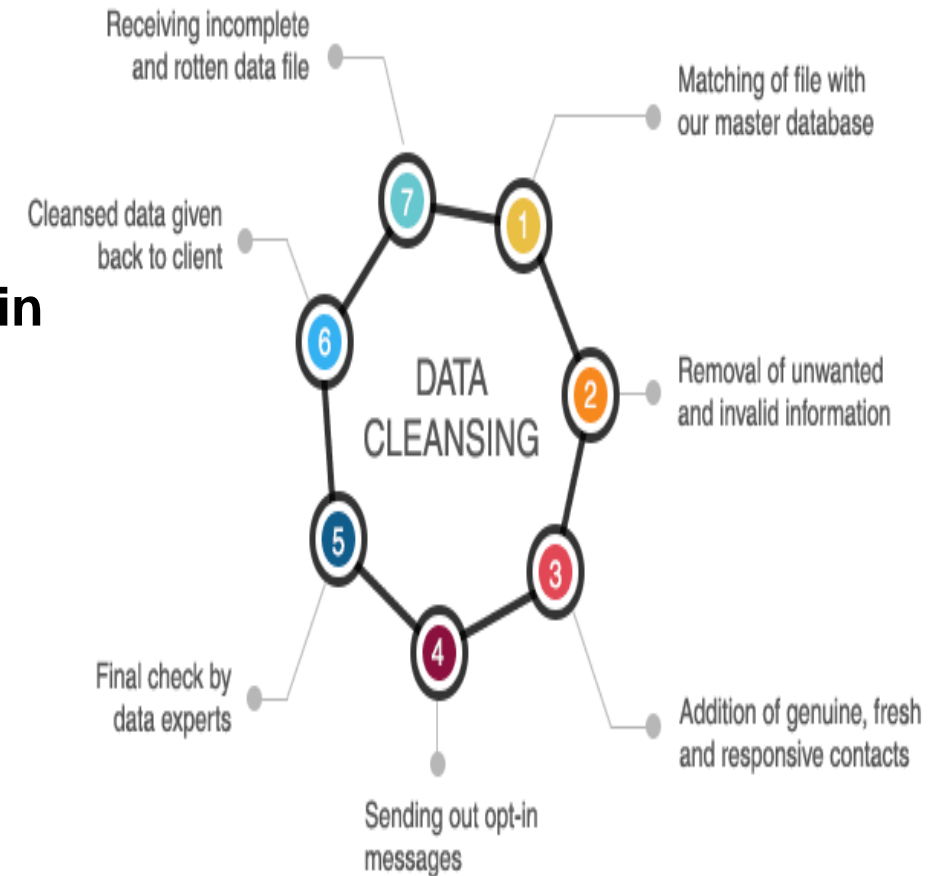 Receiving incomplete
and rotten data file
7
Matching of file with
our master database
1
Cleansed data given
back to client
6
in
DATA
CLEANSING
Removal of unwanted
and invalid information
2
5
3
Final check by
data experts
4
Addition of genuine, fresh
and responsive contacts
Sending out opt-in
messages